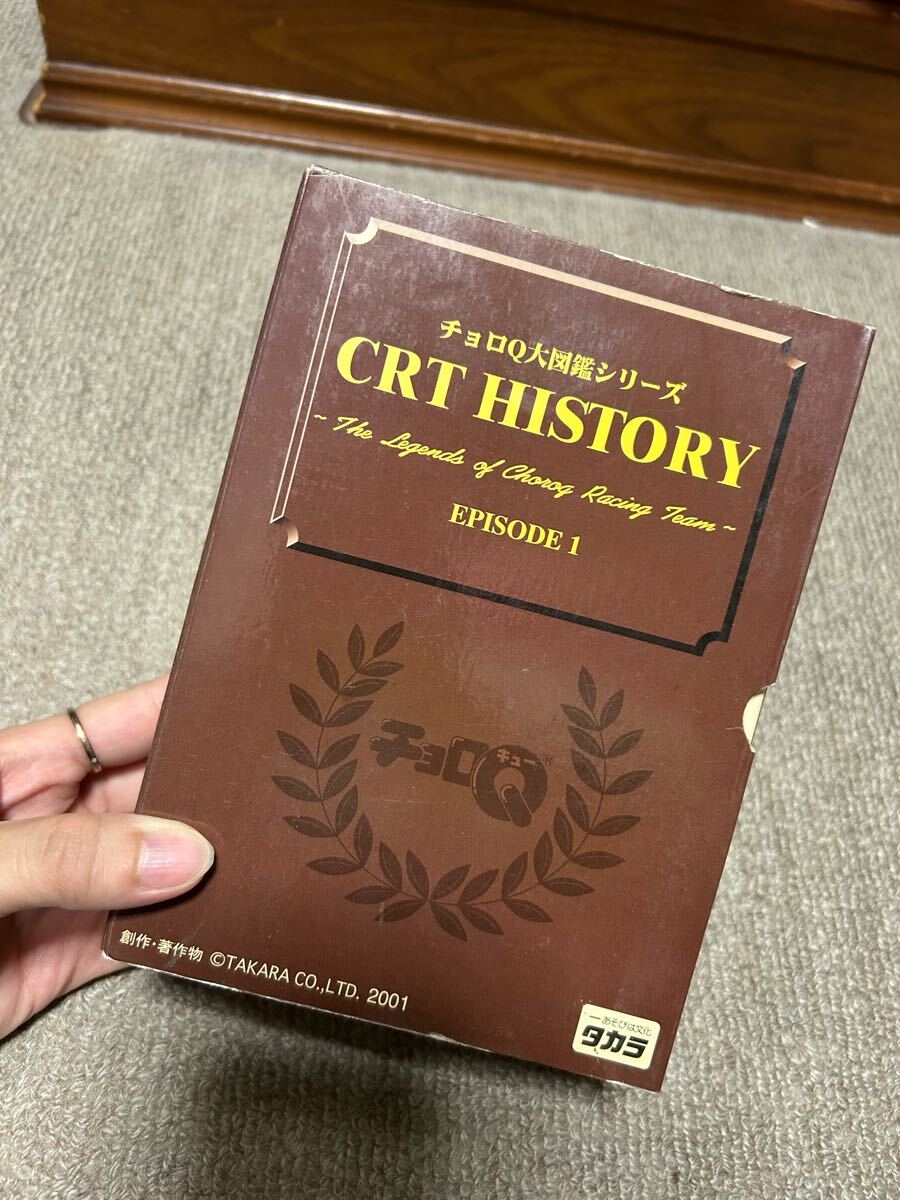 チョロQ大図鑑シリーズ
CRT HISTORY
~The Legends of Choroq Racing Team~
EPISODE 1
チョロQ
キュー
®
創作・著作物 ©TAKARA CO.,LTD. 2001
—あそびは文化
タカラ